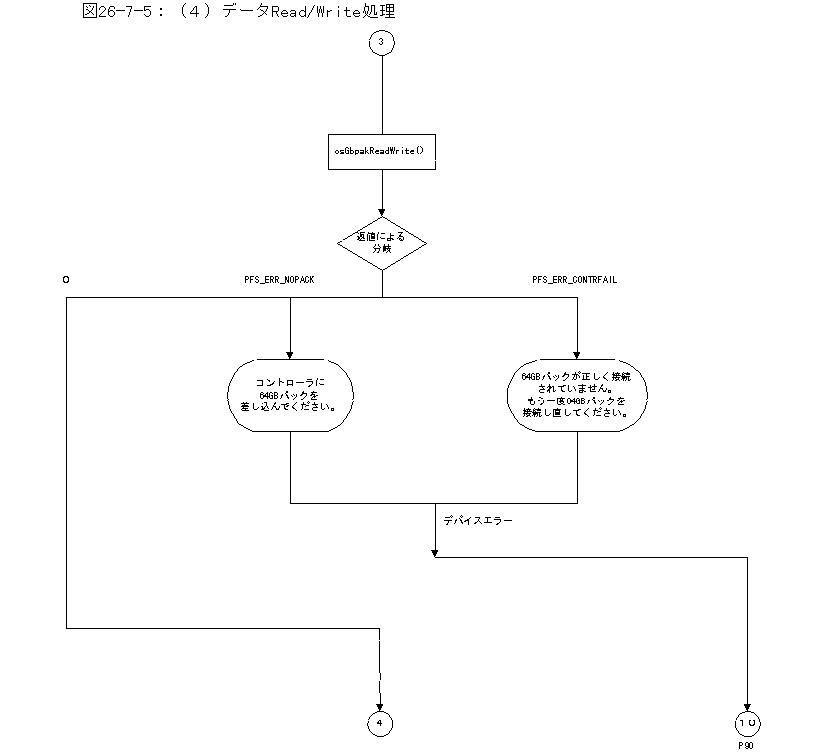 図26-7-5：（４）データRead/Write処理
3
osGbpakReadWrite()
返値による
分岐
0
PFS_ERR_NOPACK
PFS_ERR_CONTRFAIL
コントローラに
64GBパックを
差し込んでください。
64GBパックが正しく接続
されていません。
もう一度64GBパックを
接続し直してください。
デバイスエラー
4
10
P90